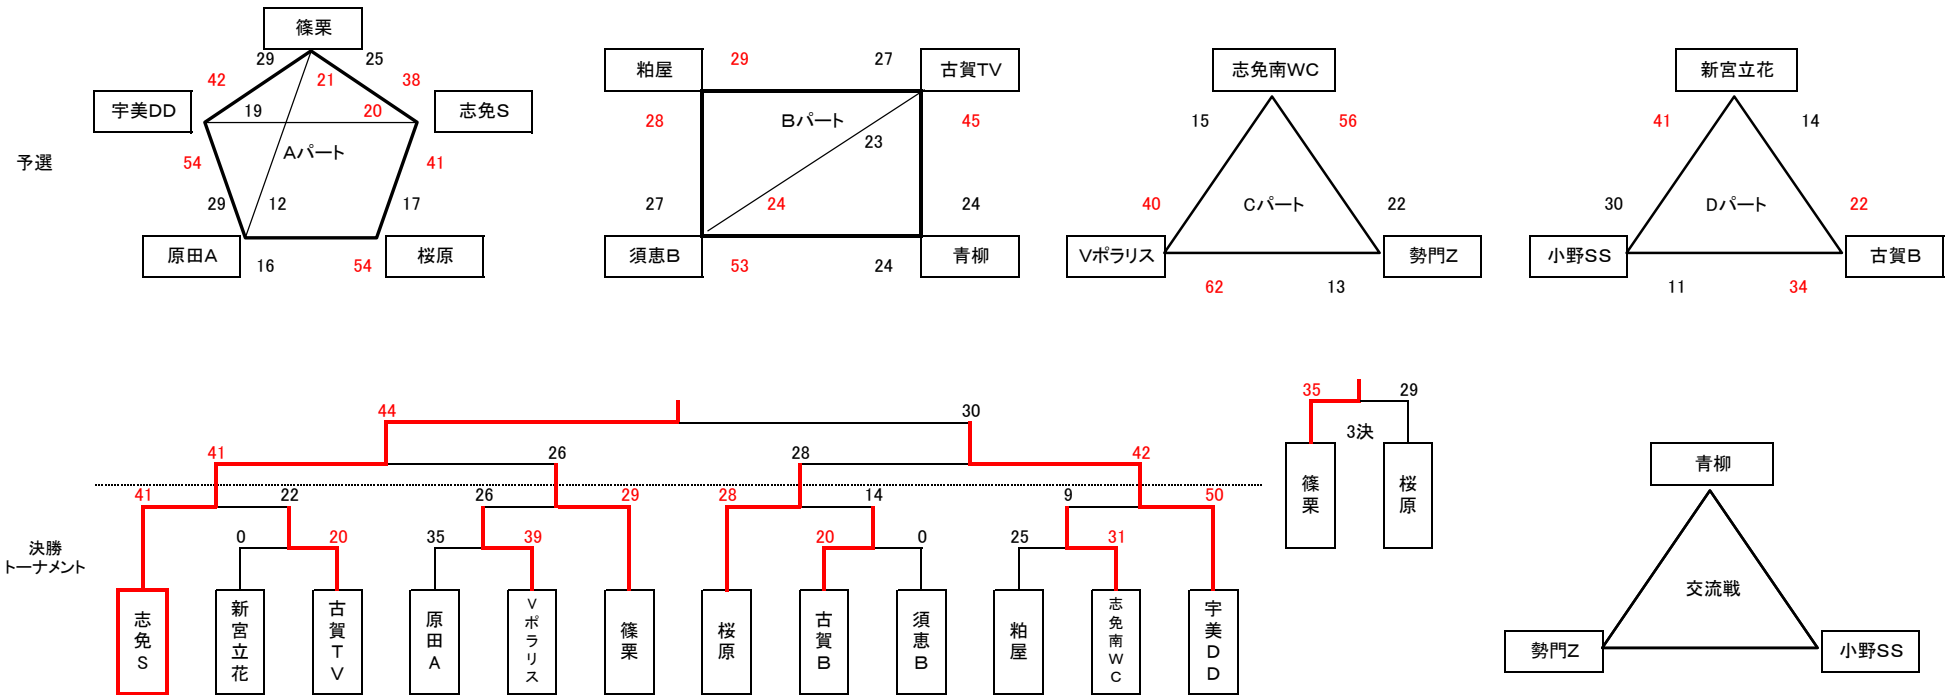 篠栗
29
25
42
21
38
宇美DD
19
20
志免S
Aパート
54
41
29
12
17
原田A
桜原
16
54
粕屋
29
27
古賀TV
28
Bパート
45
23
27
24
24
須恵B
青柳
53
24
志免南WC
15
56
40
Cパート
22
Vポラリス
勢門Z
62
13
新宮立花
41
14
30
Dパート
22
小野SS
古賀B
11
34
予選
44
30
41
26
28
42
41
22
26
29
28
14
9
50
0
20
35
39
20
0
25
31
決勝
トーナメント
志免S
新宮立花
古賀TV
原田A
Vポラリス
篠栗
桜原
古賀B
須恵B
粕屋
志免南WC
宇美DD
35
29
3決
篠栗
桜原
青柳
交流戦
勢門Z
小野SS